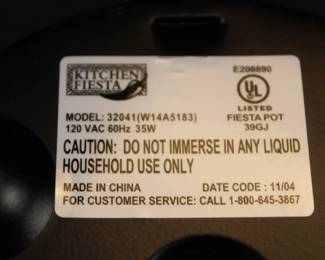 KITCHEN
FIESTA
E208890
UL
LISTED
MODEL: 32041(W14A5183)
FIESTA POT
120 VAC 60Hz 35W
39GJ
CAUTION: DO NOT IMMERSE IN ANY LIQUID
HOUSEHOLD USE ONLY
MADE IN CHINA
DATE CODE : 11/04
FOR CUSTOMER SERVICE: CALL 1-800-645-3867